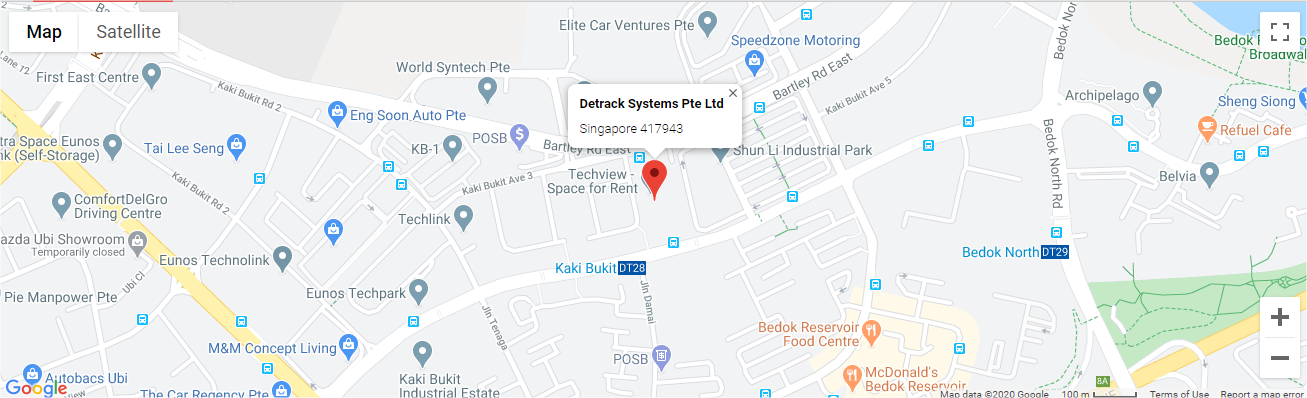 Map
Satellite
Elite Car Ventures Pte
Speedzone Motoring
Bedok Nor
Bedok
Broadwal
Lane 12
First East Centre
World Syntech Pte
Bartley Rd East
Kaki Bukit Rd 2
Kaki Bukit Ave 5
Archipelago
Sheng Siong
Detrack Systems Pte Ltd
Singapore 417943
Eng Soon Auto Pte
POSB
Bartley Rd East
Shun Li Industrial Park
Bedok North Rd
Refuel Cafe
tra Space Eunos
nk (Self-Storage)
Tai Lee Seng
KB-1
Kaki Bukit Ave 3
Techview -
Space for Rent
Belvia
ComfortDelGro
Driving Centre
Techlink
azda Ubi Showroom
Temporarily closed
Eunos Technolink
Ubi Cl
Kaki Bukit DT28
Bedok North DT29
Pie Manpower Pte
Eunos Techpark
Jln Tenaga
Jln Damai
M&M Concept Living
POSB
Bedok Reservoir
Food Centre
Autobacs Ubi
The Car Regency Pte
Kaki Bukit
Industrial Estate
McDonald's
Bedok Reservoir
8A
Google
View
Map data ©2020 Google
100 m
Terms of Use
Report a map error